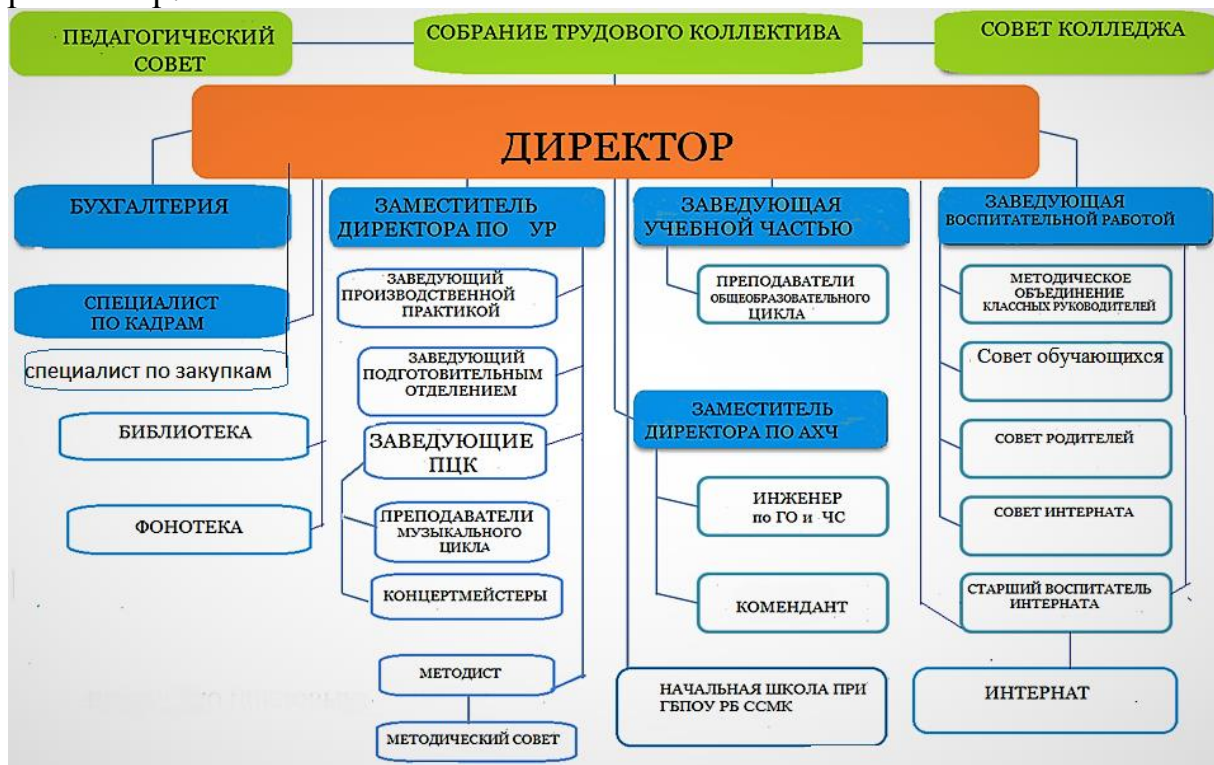 ПЕДАГОГИЧЕСКИЙ
СОВЕТ
СОБРАНИЕ ТРУДОВОГО КОЛЛЕКТИВА
СОВЕТ КОЛЛЕДЖА
ДИРЕКТОР
БУХГАЛТЕРИЯ
СПЕЦИАЛИСТ
ПО КАДРАМ
специалист по закупкам
БИБЛИОТЕКА
ФОНОТЕКА
ЗАМЕСТИТЕЛЬ
ДИРЕКТОРА ПО УР
ЗАВЕДУЮЩИЙ
ПРОИЗВОДСТВЕННОЙ
ПРАКТИКОЙ
ЗАВЕДУЮЩИЙ
ПОДГОТОВИТЕЛЬНЫМ
ОТДЕЛЕНИЕМ
ЗАВЕДУЮЩИЕ
ПЦК
ПРЕПОДАВАТЕЛИ
МУЗЫКАЛЬНОГО
ЦИКЛА
КОНЦЕРТМЕЙСТЕРЫ
МЕТОДИСТ
МЕТОДИЧЕСКИЙ СОВЕТ
ЗАВЕДУЮЩАЯ
УЧЕБНОЙ ЧАСТЬЮ
ПРЕПОДАВАТЕЛИ
ОБЩЕОБРАЗОВАТЕЛЬНОГО
ЦИКЛА
ЗАМЕСТИТЕЛЬ
ДИРЕКТОРА ПО АХЧ
ИНЖЕНЕР
по ГО и ЧС
КОМЕНДАНТ
НАЧАЛЬНАЯ ШКОЛА ПРИ
ГБПОУ РБ ССМК
ЗАВЕДУЮЩАЯ
ВОСПИТАТЕЛЬНОЙ РАБОТОЙ
МЕТОДИЧЕСКОЕ
ОБЪЕДИНЕНИЕ
КЛАССНЫХ РУКОВОДИТЕЛЕЙ
Совет обучающихся
СОВЕТ РОДИТЕЛЕЙ
СОВЕТ ИНТЕРНАТА
СТАРШИЙ ВОСПИТАТЕЛЬ
ИНТЕРНАТА
ИНТЕРНАТ